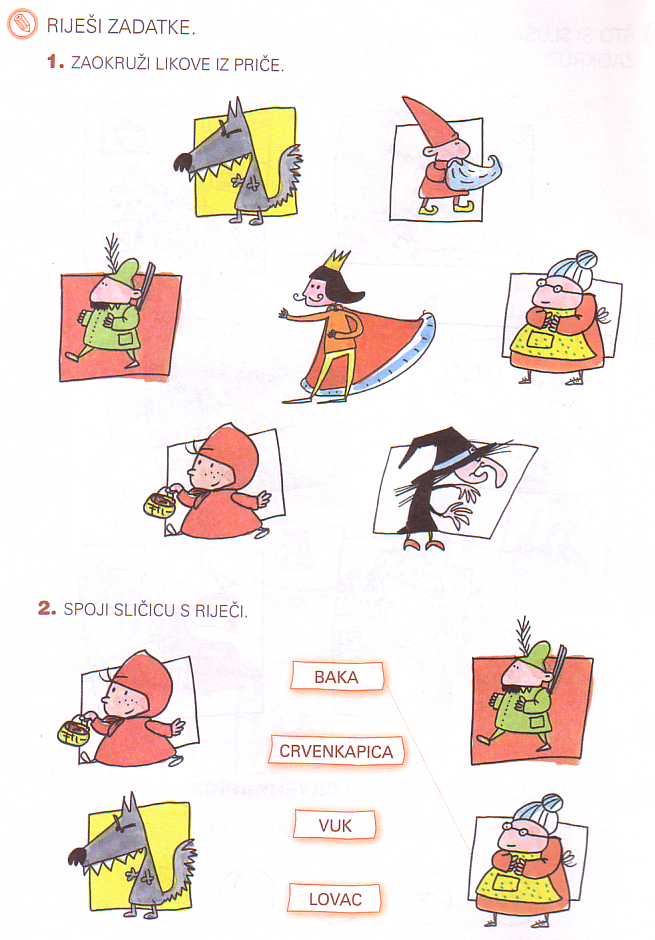 RIJEŠI ZADATKE.
1. ZAOKRUŽI LIKOVE IZ PRIČE.
2. SPOJI SLIČICU S RIJEČI.
BAKA
CRVENKAPICA
VUK
LOVAC